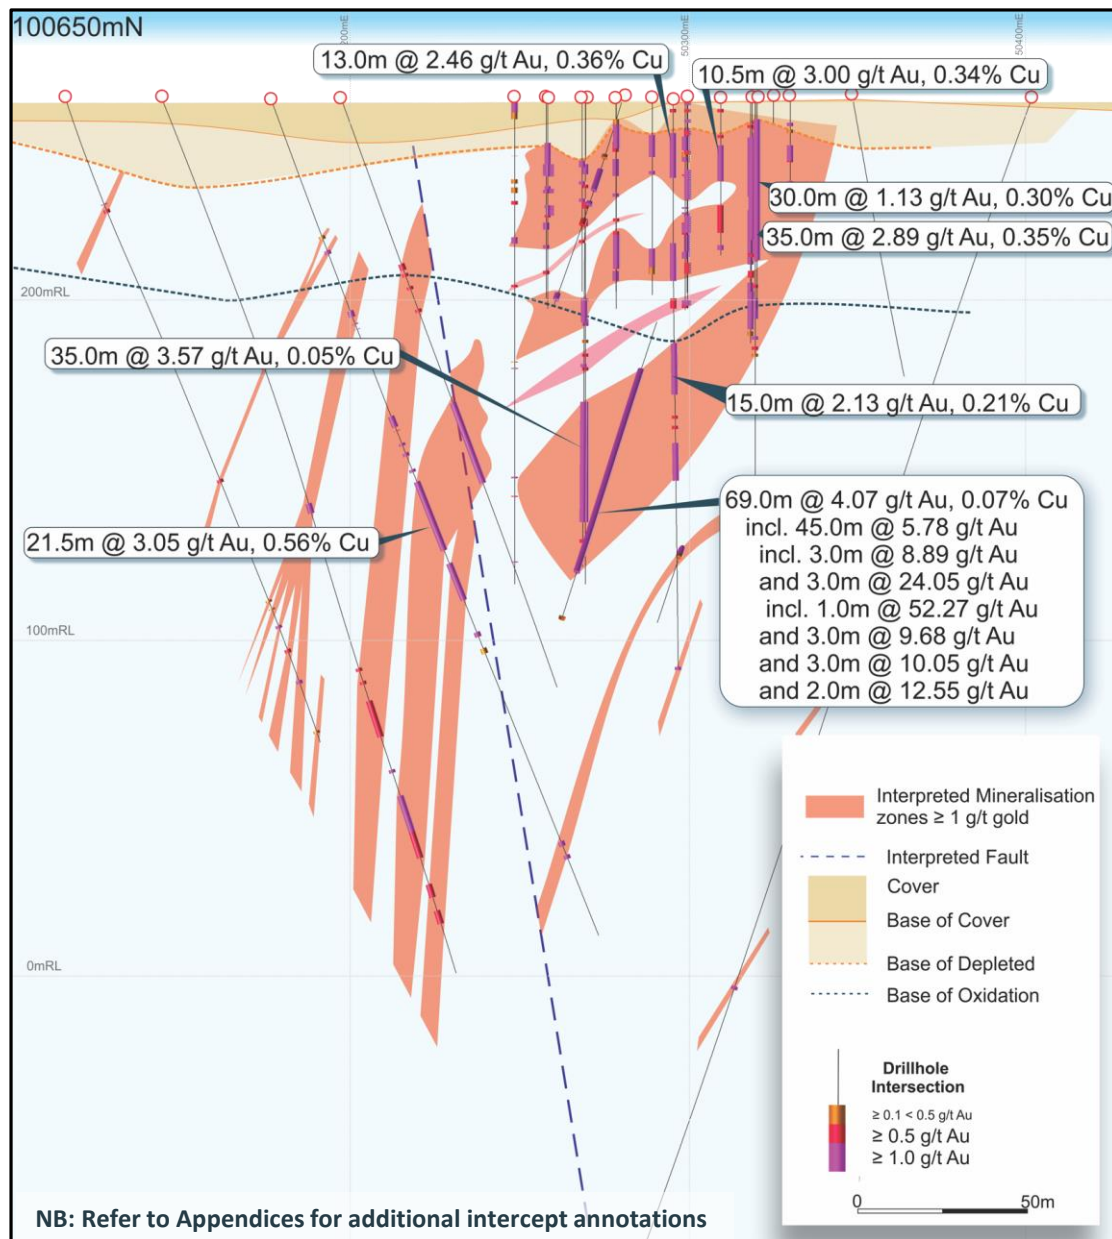 100650mN
200mE
50300mE
50400mE
13.0m @ 2.46 g/t Au, 0.36% Cu
10.5m @ 3.00 g/t Au, 0.34% Cu
30.0m @ 1.13 g/t Au, 0.30% Cu
35.0m @ 2.89 g/t Au, 0.35% Cu
200mRL
35.0m @ 3.57 g/t Au, 0.05% Cu
15.0m @ 2.13 g/t Au, 0.21% Cu
69.0m @ 4.07 g/t Au, 0.07% Cu
incl. 45.0m @ 5.78 g/t Au
incl. 3.0m @ 8.89 g/t Au
and 3.0m @ 24.05 g/t Au
incl. 1.0m @ 52.27 g/t Au
and 3.0m @ 9.68 g/t Au
and 3.0m @ 10.05 g/t Au
and 2.0m @ 12.55 g/t Au
21.5m @ 3.05 g/t Au, 0.56% Cu
100mRL
0mRL
Interpreted Mineralisation
zones ≥ 1 g/t gold
Interpreted Fault
Cover
Base of Cover
Base of Depleted
Base of Oxidation
Drillhole
Intersection
≥ 0.1 < 0.5 g/t Au
≥ 0.5 g/t Au
≥ 1.0 g/t Au
0 50m
NB: Refer to Appendices for additional intercept annotations